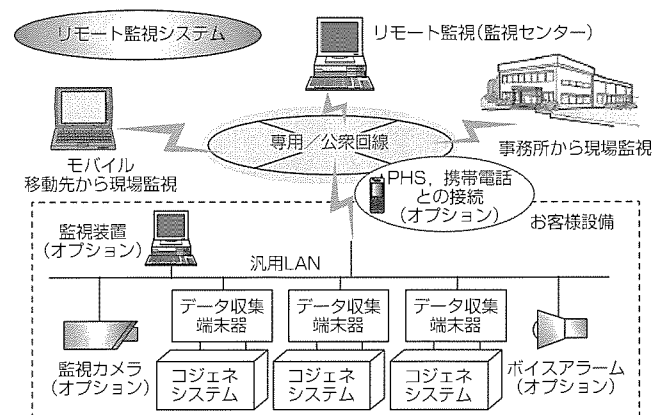 リモート監視システム
リモート監視(監視センター)
専用／公衆回線
モバイル
移動先から現場監視
事務所から現場監視
PHS，携帯電話
との接続
(オプション)
お客様設備
監視装置
(オプション)
汎用LAN
データ収集
端末器
データ収集
端末器
データ収集
端末器
監視カメラ
(オプション)
コジェネ
システム
コジェネ
システム
コジェネ
システム
ボイスアラーム
(オプション)